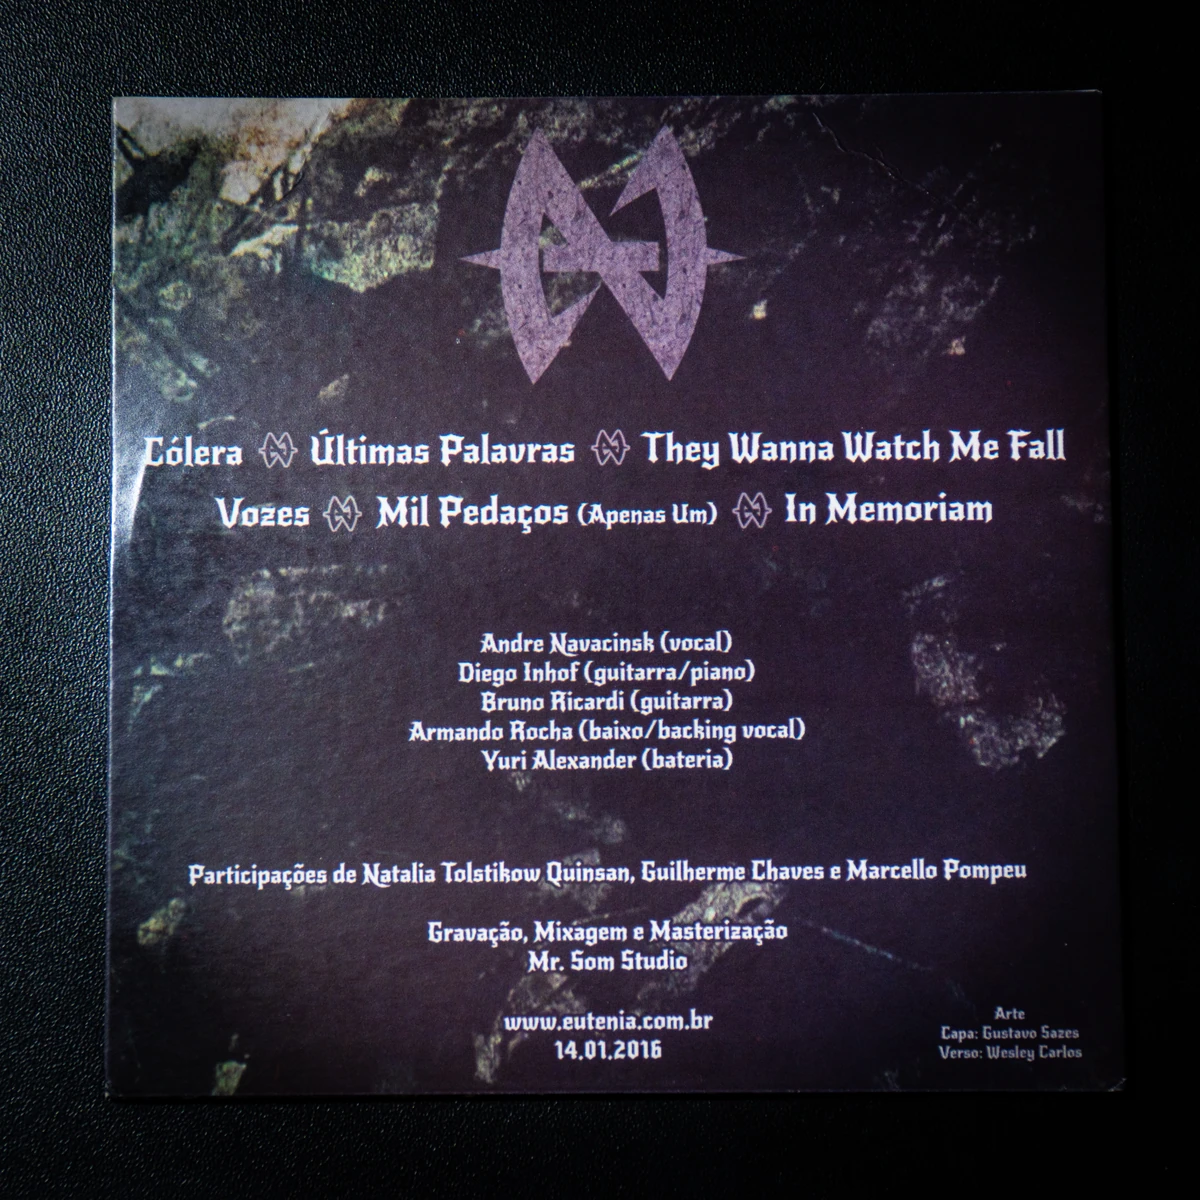 Cólera Últimas Palavras They Wanna Watch Me Fall
Vozes Mil Pedaços (Apenas Um) In Memoriam
Andre Navacinsk (vocal)
Diego Inhof (guitarra/piano)
Bruno Ricardi (guitarra)
Armando Rocha (baixo/backing vocal)
Yuri Alexander (bateria)
Participações de Natalia Tolstikow Quinsan, Guilherme Chaves e Marcello Pompeu
Gravação, Mixagem e Masterização
Mr. Som Studio
www.eutenia.com.br
14.01.2016
Arte
Capa: Gustavo Sazes
Verso: Wesley Carlos